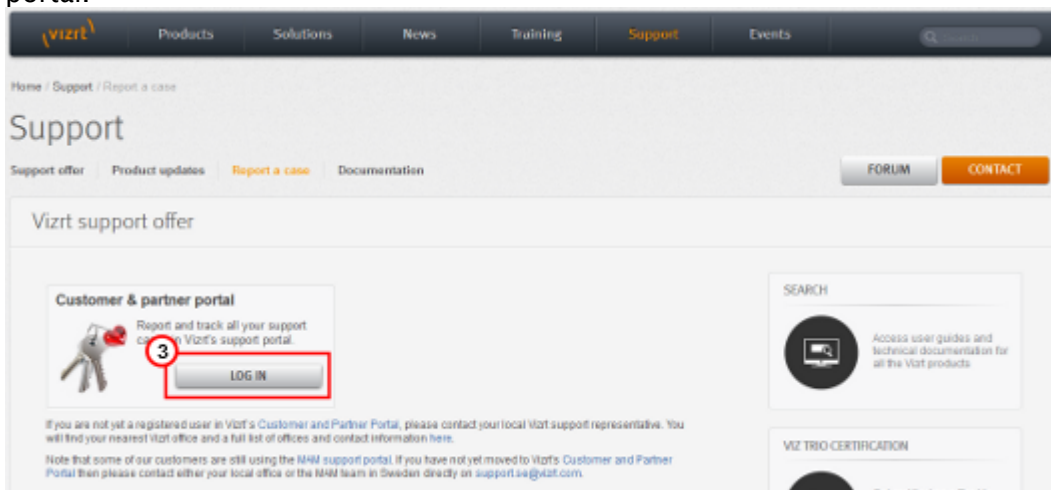 portal.
(vizrt) Products Solutions News Training Support Events Search
Home / Support / Report a case
Support
Support offer Product updates Report a case Documentation FORUM CONTACT
Vizrt support offer
Customer & partner portal
Report and track all your support
in Vizrt's support portal.
3
LOG IN
If you are not yet a registered user in Vizrt's Customer and Partner Portal, please contact your local Vizrt support representative. You
will find your nearest Vizrt office and a full list of offices and contact information here.
Note that some of our customers are still using the MAM support portal. If you have not yet moved to Vizrt's Customer and Partner
Portal then please contact either your local office or the MAM team in Sweden directly on support.se@vizrt.com.
SEARCH
Access user guides and
technical documentation for
all the Vizrt products
VIZ TRIO CERTIFICATION